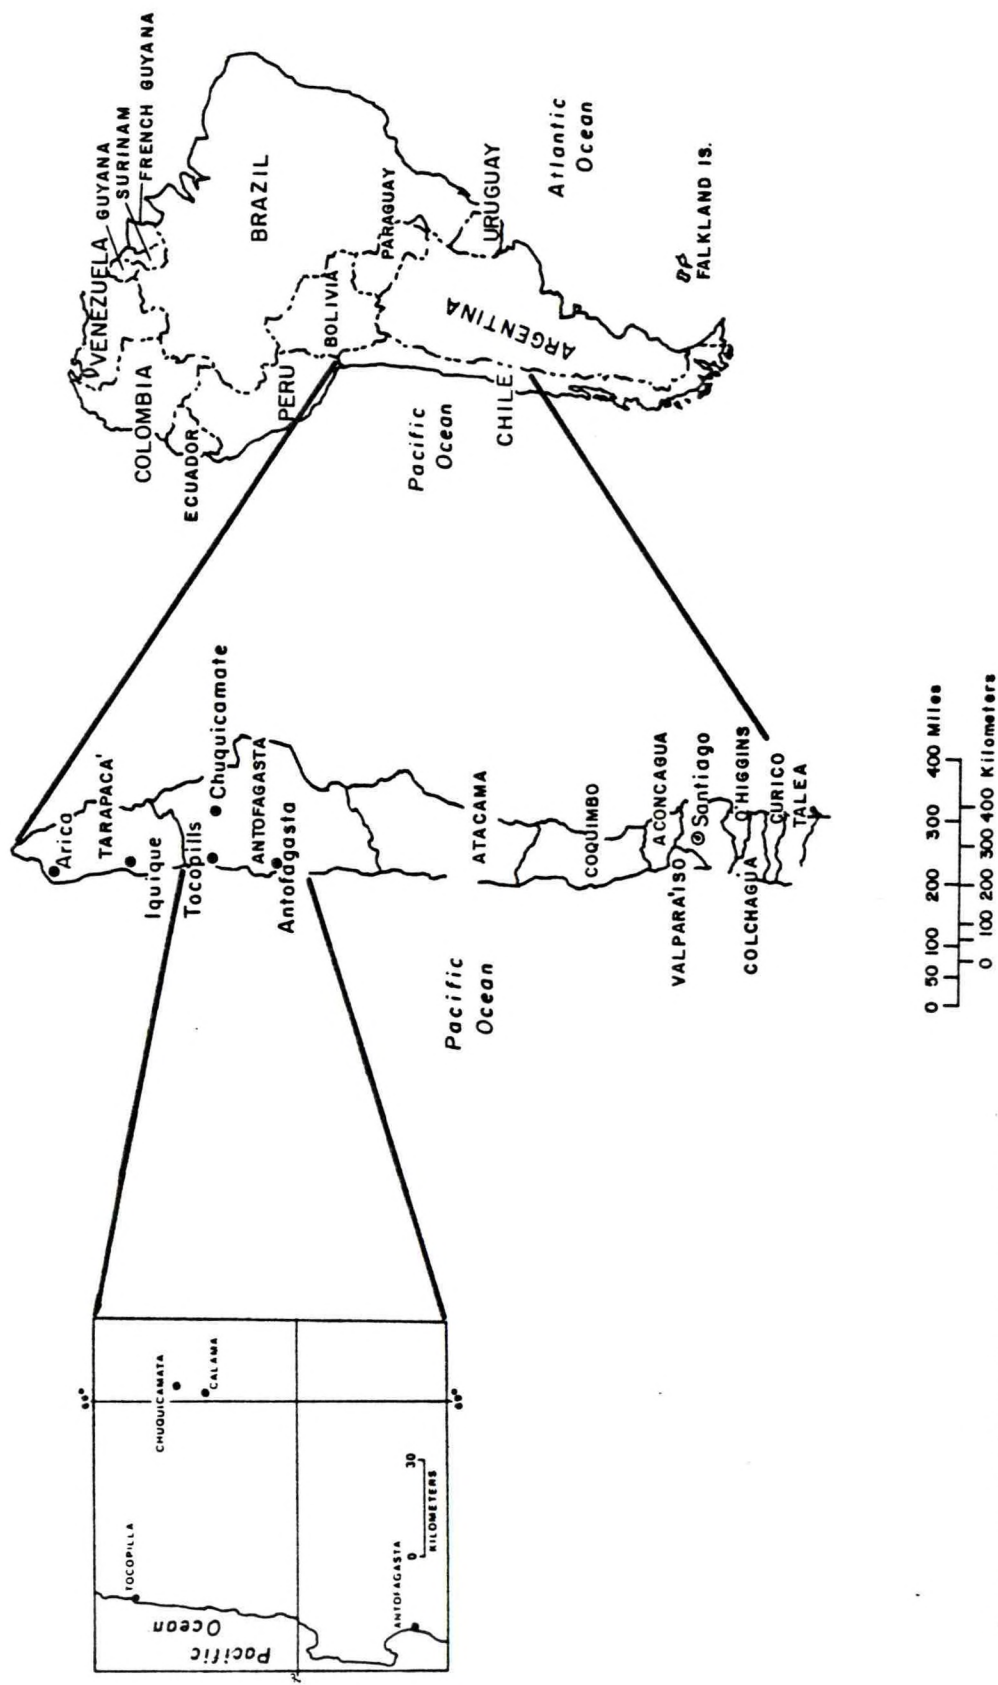 VENEZUELA
GUYANA
SURINAM
FRENCH GUYANA
COLOMBIA
ECUADOR
BRAZIL
PERU
BOLIVIA
PARAGUAY
URUGUAY
ARGENTINA
CHILE
Pacific
Ocean
Atlantic
Ocean
FALKLAND IS.
Arica
TARAPACA'
Iquique
Tocopills
Chuquicamate
ANTOFAGASTA
Antofagasta
ATACAMA
COQUIMBO
ACONCAGUA
VALPARA'ISO
Santiago
O'HIGGINS
COLCHAGUA
CURICO
TALEA
Pacific
Ocean
0 50 100 200 300 400 Miles
0 100 200 300 400 Kilometers
TOCOPILLA
CHUQUICAMATA
CALAMA
ANTOFAGASTA
Pacific
Ocean
0 30
KILOMETERS